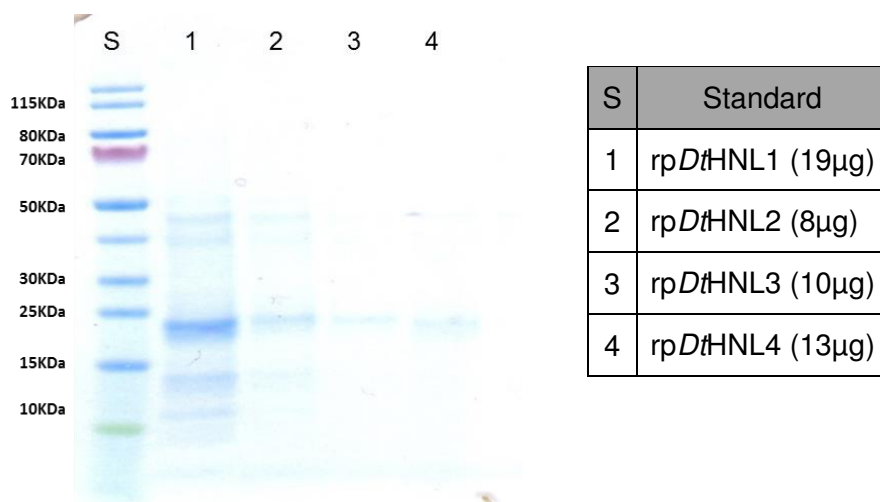 S 1 2 3 4
115KDa
80KDa
70KDa
50KDa
30KDa
25KDa
15KDa
10KDa
S Standard
1 rpDtHNL1 (19µg)
2 rpDtHNL2 (8µg)
3 rpDtHNL3 (10µg)
4 rpDtHNL4 (13µg)